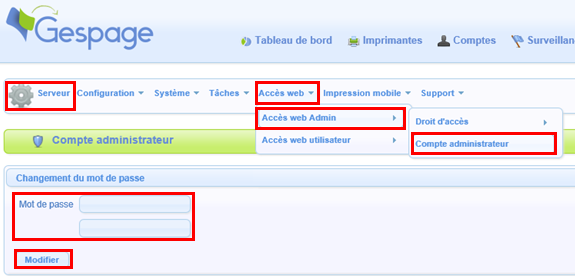 Gespage
Tableau de bord Imprimantes Comptes Surveillan
Serveur Configuration Système Tâches Accès web Impression mobile Support
Accès web Admin Droit d'accès
Compte administrateur Accès web utilisateur Compte administrateur
Changement du mot de passe
Mot de passe
Modifier